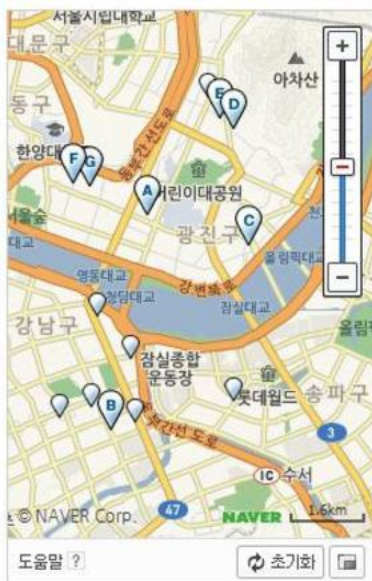 서울시립대학교
대문구
아차산
동구
E
D
한양대
F
G
동부간선도로
A
어린이대공원
서울숲
광진구
C
올림픽대교
대교
영동대교
청담대교
강변북로
잠실대교
강남구
올림
잠실종합
운동장
롯데월드
송파구
B
동부간선도로
3
IC 수서
47
© NAVER Corp.
NAVER
1.6km
도움말 ?
초기화